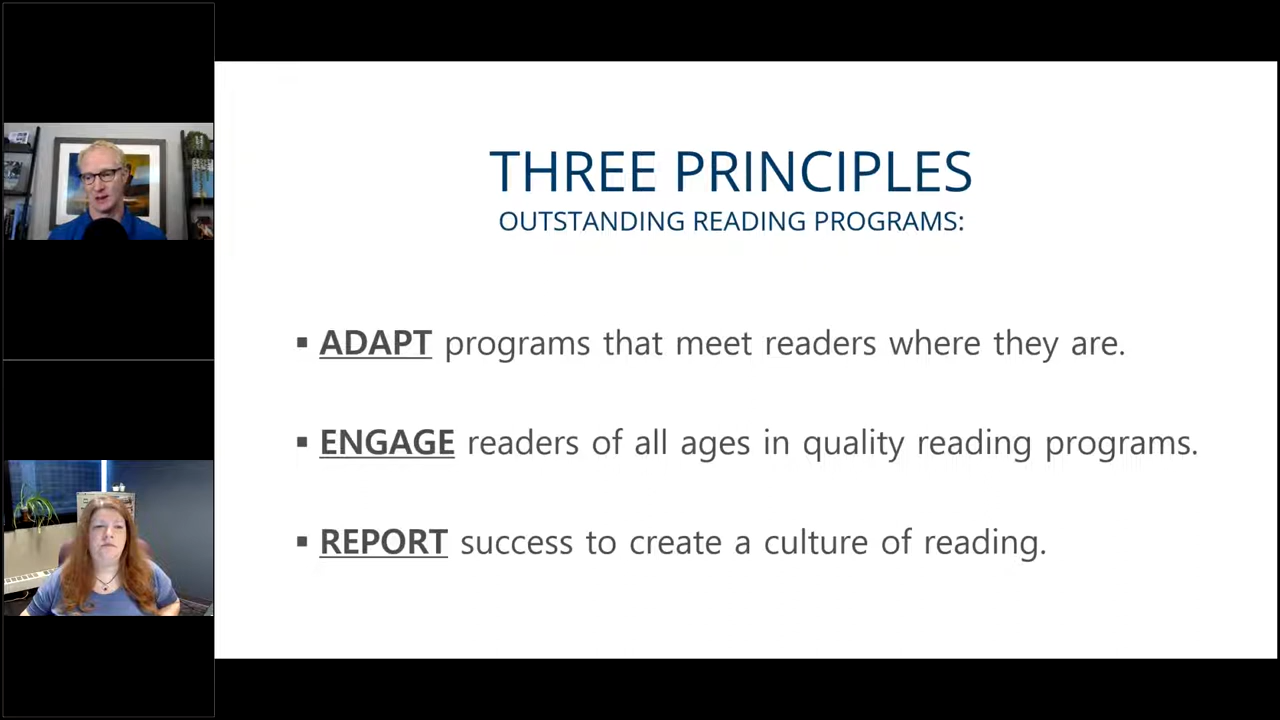 THREE PRINCIPLES
OUTSTANDING READING PROGRAMS:
▪ ADAPT programs that meet readers where they are.
▪ ENGAGE readers of all ages in quality reading programs.
▪ REPORT success to create a culture of reading.